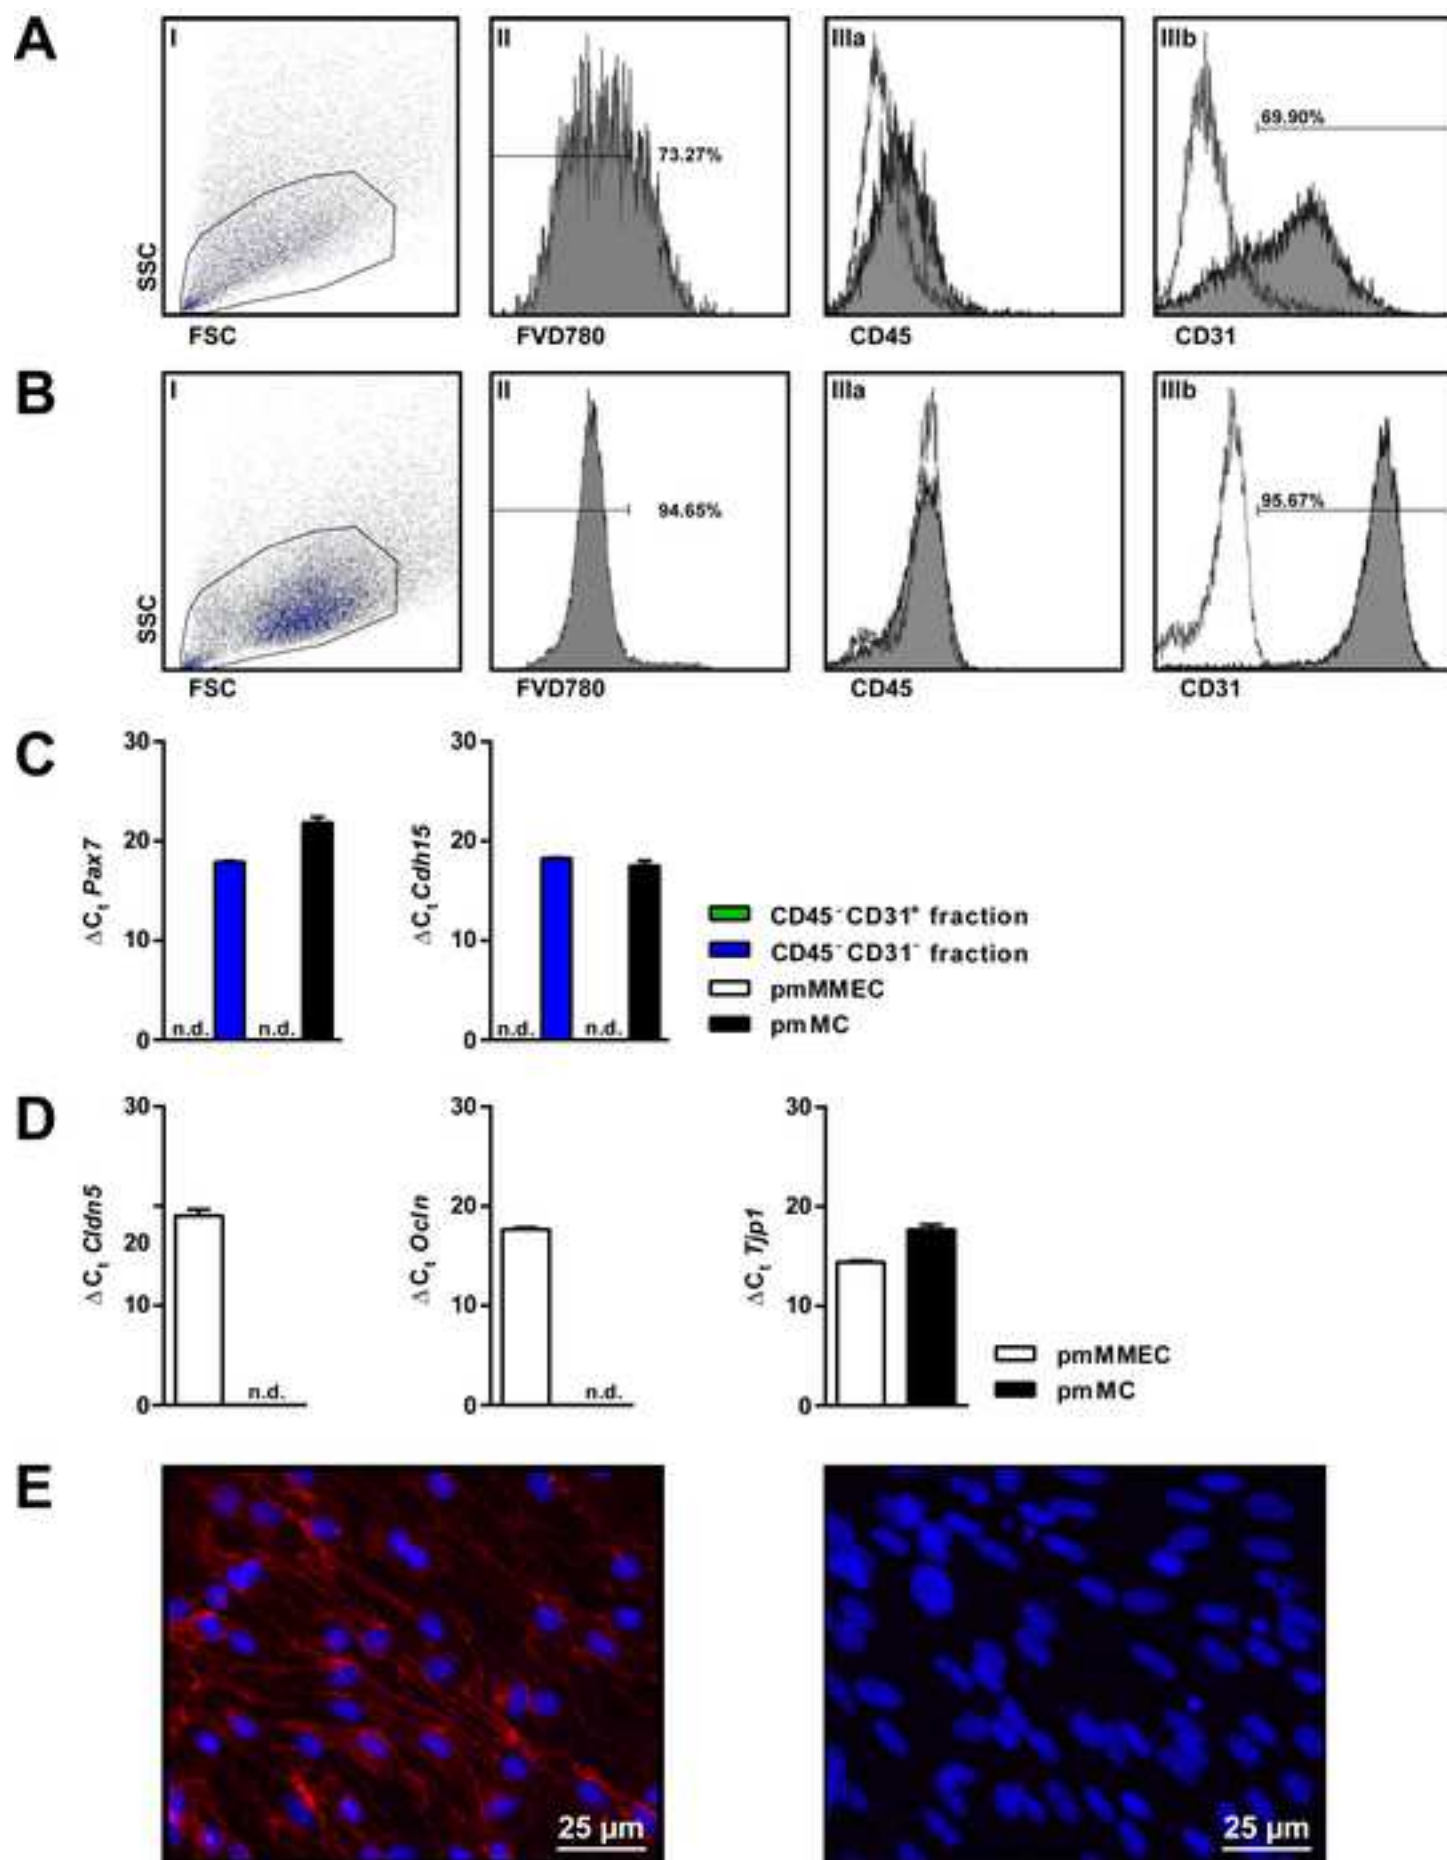 A
I
II
IIIa
IIIb
73.27%
69.90%
SSC
FSC
FVD780
CD45
CD31
B
I
II
IIIa
IIIb
94.65%
95.67%
SSC
FSC
FVD780
CD45
CD31
C
ΔCt Pax7
30
20
10
0
n.d.
n.d.
ΔCt Cdh15
30
20
10
0
n.d.
n.d.
CD45⁻CD31⁺ fraction
CD45⁻CD31⁻ fraction
pmMMEC
pmMC
D
ΔCt Cldn5
30
20
10
0
n.d.
ΔCt Ocln
30
20
10
0
n.d.
ΔCt Tjp1
30
20
10
0
pmMMEC
pmMC
E
25 µm
25 µm